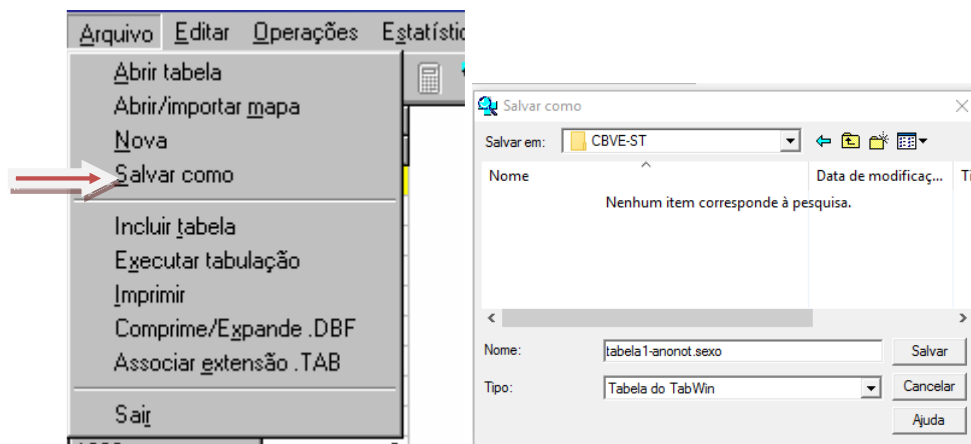 Arquivo Editar Operações Estatístic
Abrir tabela
Abrir/importar mapa
Nova
Salvar como
Incluir tabela
Executar tabulação
Imprimir
Comprime/Expande .DBF
Associar extensão .TAB
Sair
Salvar como
Salvar em: CBVE-ST
Nome Data de modificaç... Ti
Nenhum item corresponde à pesquisa.
Nome: tabela1-anonot.sexo Salvar
Tipo: Tabela do TabWin Cancelar
Ajuda